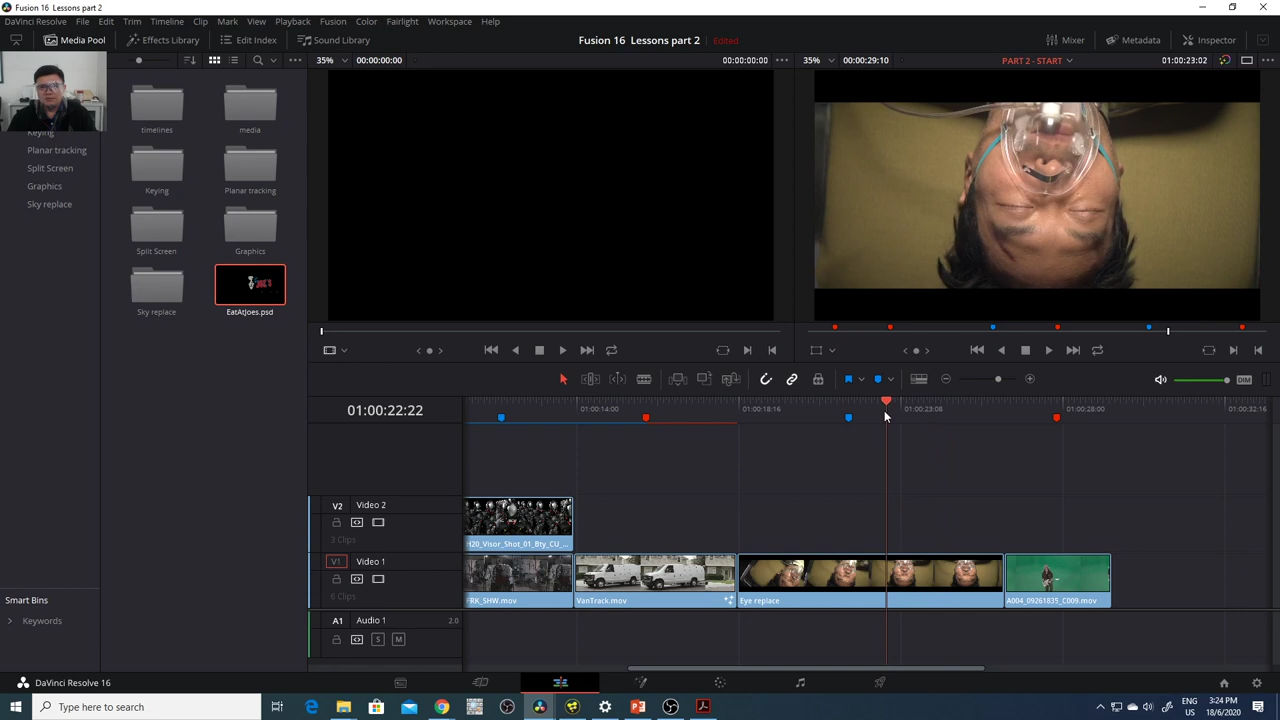 Fusion 16 Lessons part 2
DaVinci Resolve File Edit Trim Timeline Clip Mark View Playback Fusion Color Fairlight Workspace Help
Media Pool Effects Library Edit Index Sound Library Fusion 16 Lessons part 2 Edited Mixer Metadata Inspector
35% 00:00:00:00 00:00:00:00 35% 00:00:29:10 PART 2 - START 01:00:23:02
Keying
Planar tracking
Split Screen
Graphics
Sky replace
timelines media
Keying Planar tracking
Split Screen Graphics
Sky replace EatAtJoes.psd
DIM
01:00:22:22
01:00:14:00 01:00:18:16 01:00:23:08 01:00:28:00 01:00:32:16
V2 Video 2
3 Clips
H20_Visor_Shot_01_Bty_CU_...
V1 Video 1
6 Clips
FRK_SHW.mov VanTrack.mov Eye replace A004_09261835_C009.mov
A1 Audio 1 2.0
S M
Smart Bins
Keywords
DaVinci Resolve 16
Type here to search
ENG
US
3:24 PM
18/6/2020